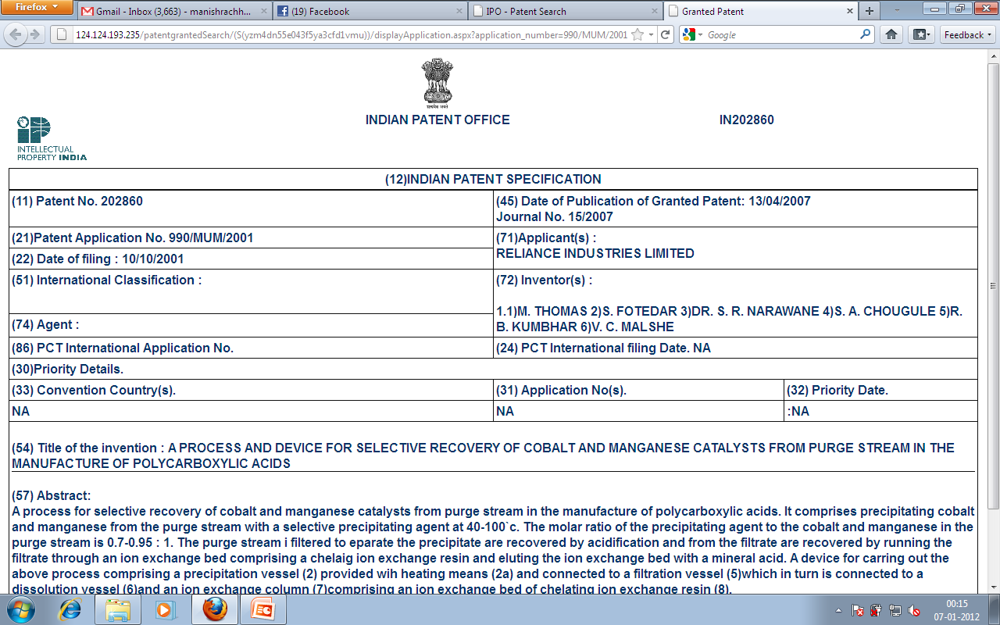 Firefox
Gmail - Inbox (3,663) - manishrachh...
(19) Facebook
IPO - Patent Search
Granted Patent
124.124.193.235/patentgrantedSearch/(S(yzm4dn55e043f5ya3cfd1vmu))/displayApplication.aspx?application_number=990/MUM/2001
Google
Feedback
सत्यमेव जयते
INDIAN PATENT OFFICE
IN202860
INTELLECTUAL
PROPERTY INDIA
(12)INDIAN PATENT SPECIFICATION
(11) Patent No. 202860
(45) Date of Publication of Granted Patent: 13/04/2007
Journal No. 15/2007
(21)Patent Application No. 990/MUM/2001
(71)Applicant(s) :
RELIANCE INDUSTRIES LIMITED
(22) Date of filing : 10/10/2001
(51) International Classification :
(72) Inventor(s) :
1.1)M. THOMAS 2)S. FOTEDAR 3)DR. S. R. NARAWANE 4)S. A. CHOUGULE 5)R.
B. KUMBHAR 6)V. C. MALSHE
(74) Agent :
(86) PCT International Application No.
(24) PCT International filing Date. NA
(30)Priority Details.
(33) Convention Country(s).
(31) Application No(s).
(32) Priority Date.
NA
NA
:NA
(54) Title of the invention : A PROCESS AND DEVICE FOR SELECTIVE RECOVERY OF COBALT AND MANGANESE CATALYSTS FROM PURGE STREAM IN THE
MANUFACTURE OF POLYCARBOXYLIC ACIDS
(57) Abstract:
A process for selective recovery of cobalt and manganese catalysts from purge stream in the manufacture of polycarboxylic acids. It comprises precipitating cobalt
and manganese from the purge stream with a selective precipitating agent at 40-100`c. The molar ratio of the precipitating agent to the cobalt and manganese in the
purge stream is 0.7-0.95 : 1. The purge stream i filtered to eparate the precipitate are recovered by acidification and from the filtrate are recovered by running the
filtrate through an ion exchange bed comprising a chelaig ion exchange resin and eluting the ion exchange bed with a mineral acid. A device for carring out the
above process comprising a precipitation vessel (2) provided wih heating means (2a) and connected to a filtration vessel (5)which in turn is connected to a
dissolution vessel (6)and an ion exchange column (7)comprising an ion exchange bed of chelating ion exchange resin (8).
00:15
07-01-2012